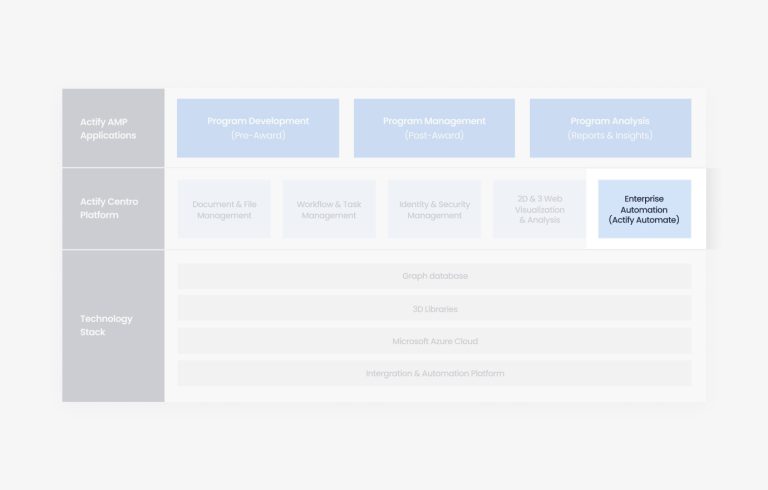 Actify AMP
Applications
Program Development
(Pre-Award)
Program Management
(Post-Award)
Program Analysis
(Reports & Insights)
Actify Centro
Platform
Document & File
Management
Workflow & Task
Management
Identity & Security
Management
2D & 3 Web
Visualization
& Analysis
Enterprise
Automation
(Actify Automate)
Technology
Stack
Graph database
3D Libraries
Microsoft Azure Cloud
Intergration & Automation Platform